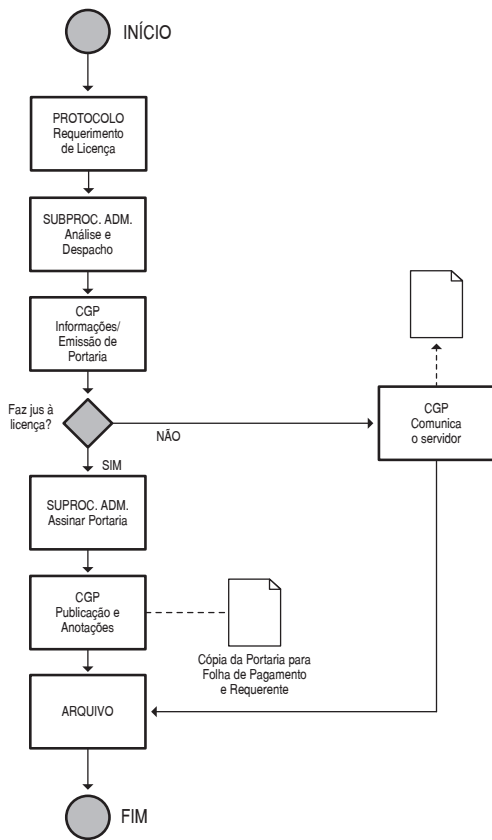 INÍCIO
PROTOCOLO
Requerimento
de Licença
SUBPROC. ADM.
Análise e
Despacho
CGP
Informações/
Emissão de
Portaria
Faz jus à
licença?
NÃO
CGP
Comunica
o servidor
SIM
SUPROC. ADM.
Assinar Portaria
CGP
Publicação e
Anotações
Cópia da Portaria para
Folha de Pagamento
e Requerente
ARQUIVO
FIM